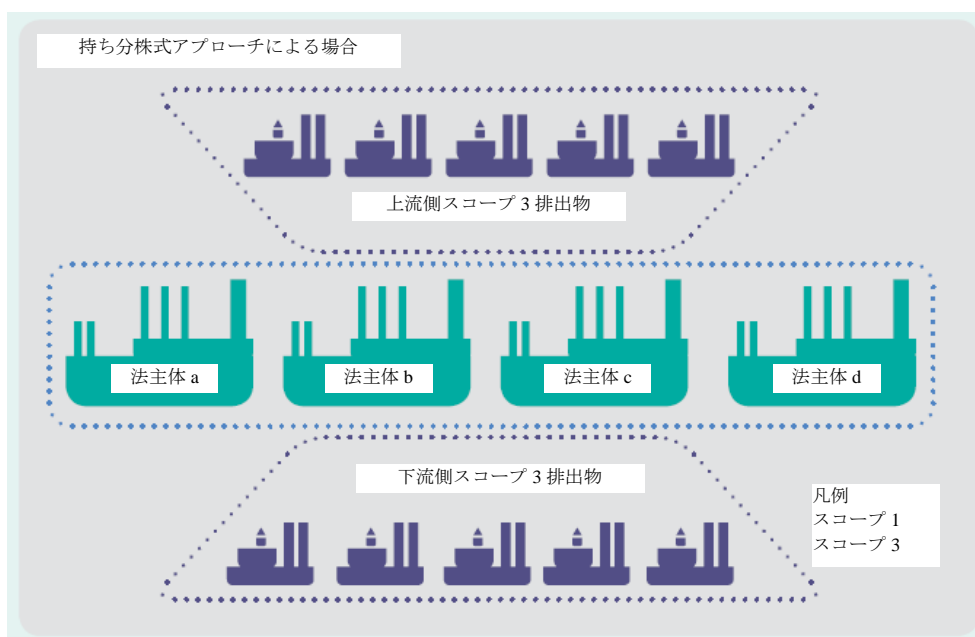 持ち分株式アプローチによる場合
上流側スコープ 3 排出物
法主体 a
法主体 b
法主体 c
法主体 d
下流側スコープ 3 排出物
凡例
スコープ 1
スコープ 3